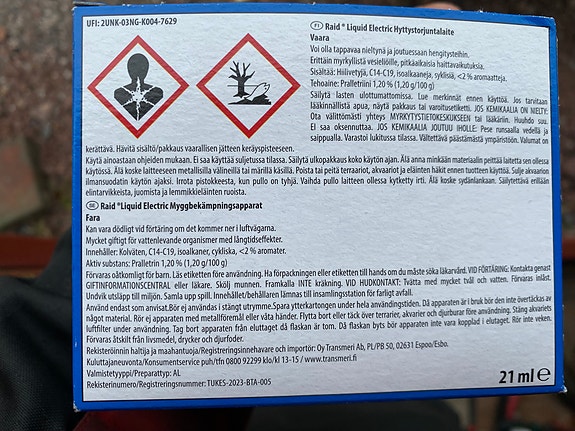 UFI: 2UNK-03NG-K004-7629
FI Raid® Liquid Electric Hyttystorjuntalaite
Vaara
Voi olla tappavaa nieltynä ja joutuessaan hengitysteihin.
Erittäin myrkyllistä vesieliöille, pitkäaikaisia haittavaikutuksia.
Sisältää: Hiilivetyjä, C14-C19, isoalkaaneja, syklisiä, <2 % aromaatteja.
Tehoaine: Pralletriini 1,20 % (1,20 g/100 g)
Säilytä lasten ulottumattomissa. Lue merkinnät ennen käyttöä. Jos tarvitaan
lääkinnällistä apua, näytä pakkaus tai varoitusetiketti. JOS KEMIKAALIA ON NIELTY:
Ota välittömästi yhteys MYRKYTYSTIETOKESKUKSEEN tai lääkäriin. Huuhdo suu.
EI saa oksennuttaa. JOS KEMIKAALIA JOUTUU IHOLLE: Pese runsaalla vedellä ja
saippualla. Varastoi lukitussa tilassa. Vältettävä päästämistä ympäristöön. Valumat on
kerättävä. Hävitä sisältö/pakkaus vaarallisen jätteen keräyspisteeseen.
Käytä ainoastaan ohjeiden mukaan. Ei saa käyttää suljetussa tilassa. Säilytä ulkopakkaus koko käytön ajan. Älä anna minkään materiaalin peittää laitetta sen ollessa
käytössä. Älä koske laitteeseen metallisilla välineillä tai märillä käsillä. Poista tai peitä terraariot, akvaariot ja eläinten häkit ennen tuotteen käyttöä. Sulje akvaarion
ilmansuodatin käytön ajaksi. Irrota pistokkeesta, kun pullo on tyhjä. Vaihda pullo laitteen ollessa kytketty irti. Älä koske sydänlankaan. Säilytettävä erillään
elintarvikkeista, juomista ja lemmikkieläinten ruoista.
SE Raid®Liquid Electric Myggbekämpningsapparat
Fara
Kan vara dödligt vid förtäring om det kommer ner i luftvägarna.
Mycket giftigt för vattenlevande organismer med långtidseffekter.
Innehåller: Kolväten, C14-C19, isoalkaner, cykliska, <2 % aromater.
Aktiv substans: Pralletrin 1,20 % (1,20 g/100 g)
Förvaras oåtkomligt för barn. Läs etiketten före användning. Ha förpackningen eller etiketten till hands om du måste söka läkarvård. VID FÖRTÄRING: Kontakta genast
GIFTINFORMATIONSCENTRAL eller läkare. Skölj munnen. Framkalla INTE kräkning. VID HUDKONTAKT: Tvätta med mycket tvål och vatten. Förvaras inlåst.
Undvik utsläpp till miljön. Samla upp spill. Innehållet/behållaren lämnas till insamlingsstation för farligt avfall.
Använd endast som anvisat. Bör ej användas i stängt utrymme. Spara ytterkartongen under hela användningstiden. Då apparaten är i bruk bör den inte övertäckas av
något material. Rör ej apparaten med metallföremål eller våta händer. Flytta bort eller täck över terrarier, akvarier och djurburar före användning. Stäng akvariets
luftfilter under användning. Tag bort apparaten från eluttaget då flaskan är tom. Då flaskan byts bör apparaten inte vara kopplad i eluttaget. Rör inte veken.
Förvaras åtskilt från livsmedel, drycker och djurfoder.
Rekisteröinnin haltija ja maahantuoja/Registreringsinnehavare och importör: Oy Transmeri Ab, PL/PB 50, 02631 Espoo/Esbo.
Kuluttajaneuvonta/Konsumentservice puh/tfn 0800 92299 klo/kl 13-15 / www.transmeri.fi
Valmistetyyppi/Preparattyp: AL
Rekisterinumero/Registreringsnummer: TUKES-2023-BTA-005
21 ml ℮